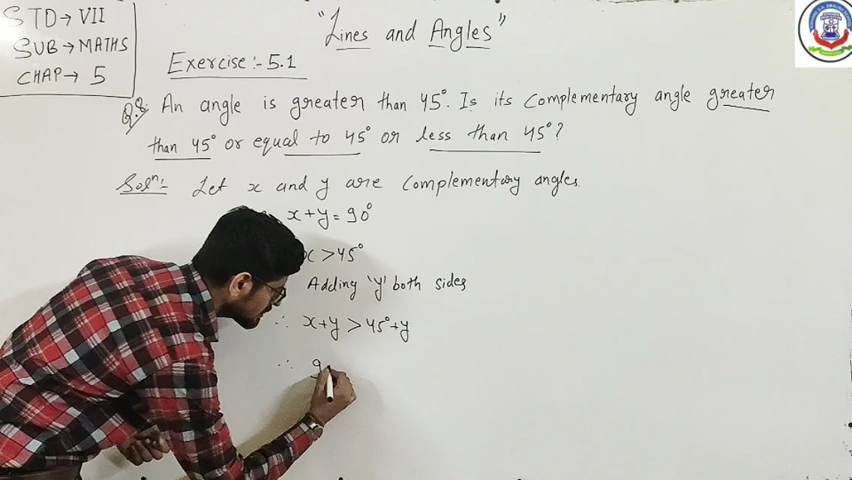 STD → VII
SUB → MATHS
CHAP → 5
"Lines and Angles"
Exercise :- 5.1
Q.8. An angle is greater than 45°. Is its complementary angle greater
than 45° or equal to 45° or less than 45°?
Solⁿ:- Let x and y are complementary angles.
x + y = 90°
x > 45°
Adding 'y' both sides
∴ x+y > 45°+y
∴ 9